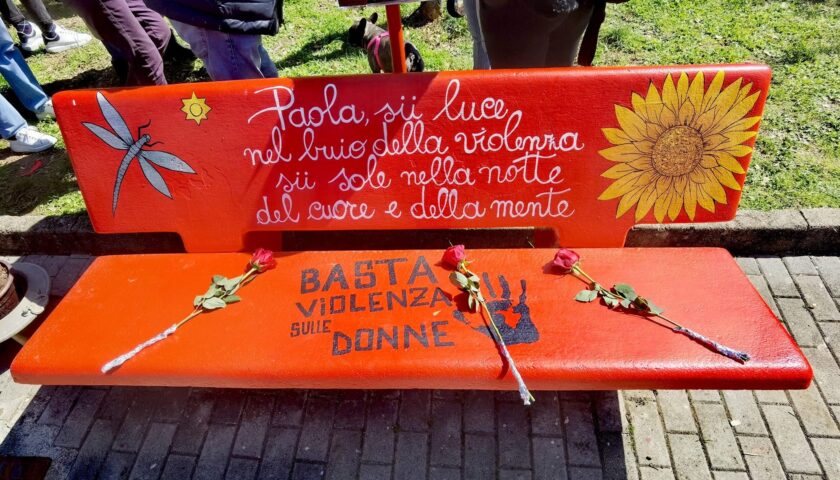 Paola, sii luce
nel buio della violenza
sii sole nella notte
del cuore e della mente
BASTA
ViOLENZA
SULLE DONNE